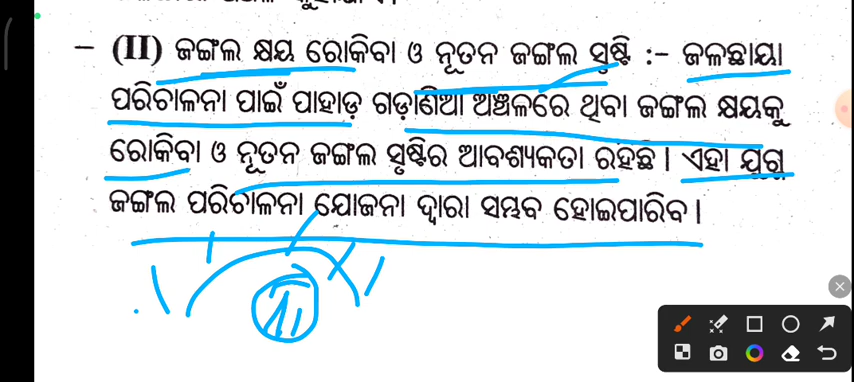 – (II) ଜଙ୍ଗଲ କ୍ଷୟ ରୋକିବା ଓ ନୂତନ ଜଙ୍ଗଲ ସୃଷ୍ଟି :– ଜଳଛାୟା
ପରିଚାଳନା ପାଇଁ ପାହାଡ଼ ଗଡ଼ାଣିଆ ଅଞ୍ଚଳରେ ଥିବା ଜଙ୍ଗଲ କ୍ଷୟକୁ
ରୋକିବା ଓ ନୂତନ ଜଙ୍ଗଲ ସୃଷ୍ଟିର ଆବଶ୍ୟକତା ରହଛି। ଏହା ଯୁଗ୍ମ
ଜଙ୍ଗଲ ପରିଚାଳନା ଯୋଜନା ଦ୍ୱାରା ସମ୍ଭବ ହୋଇପାରିବ।